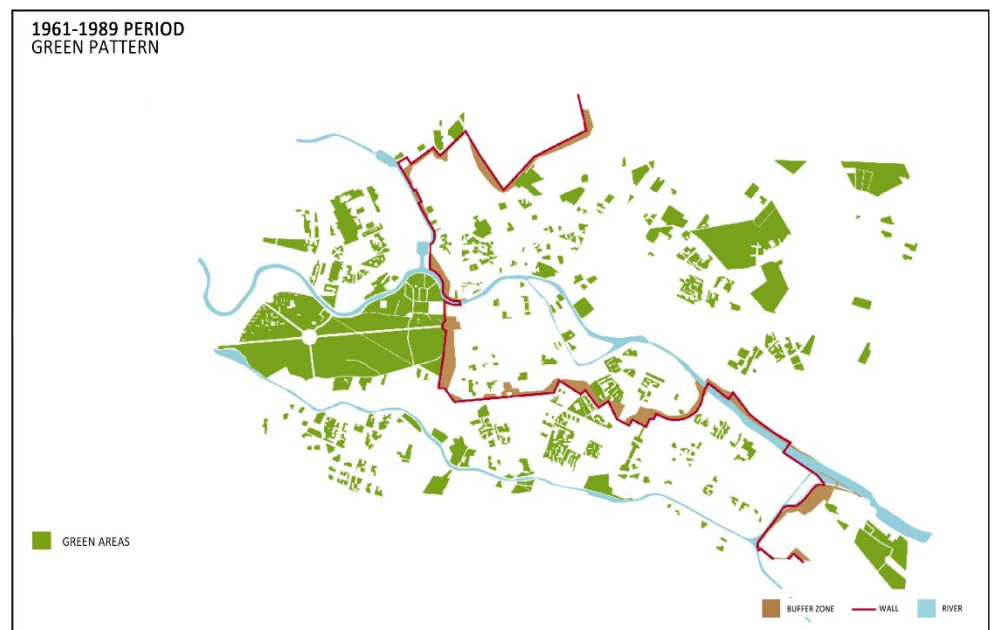 1961-1989 PERIOD
GREEN PATTERN
GREEN AREAS
BUFFER ZONE
WALL
RIVER